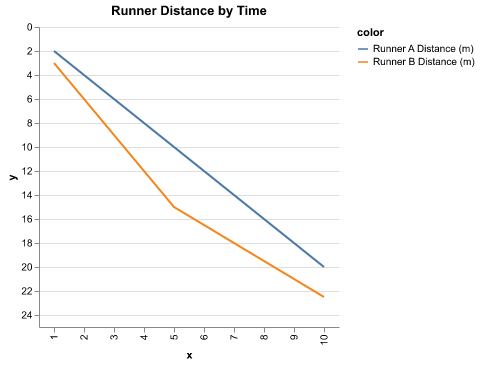 Runner Distance by Time
color
Runner A Distance (m)
Runner B Distance (m)
y
0
2
4
6
8
10
12
14
16
18
20
22
24
1 2 3 4 5 6 7 8 9 10
x